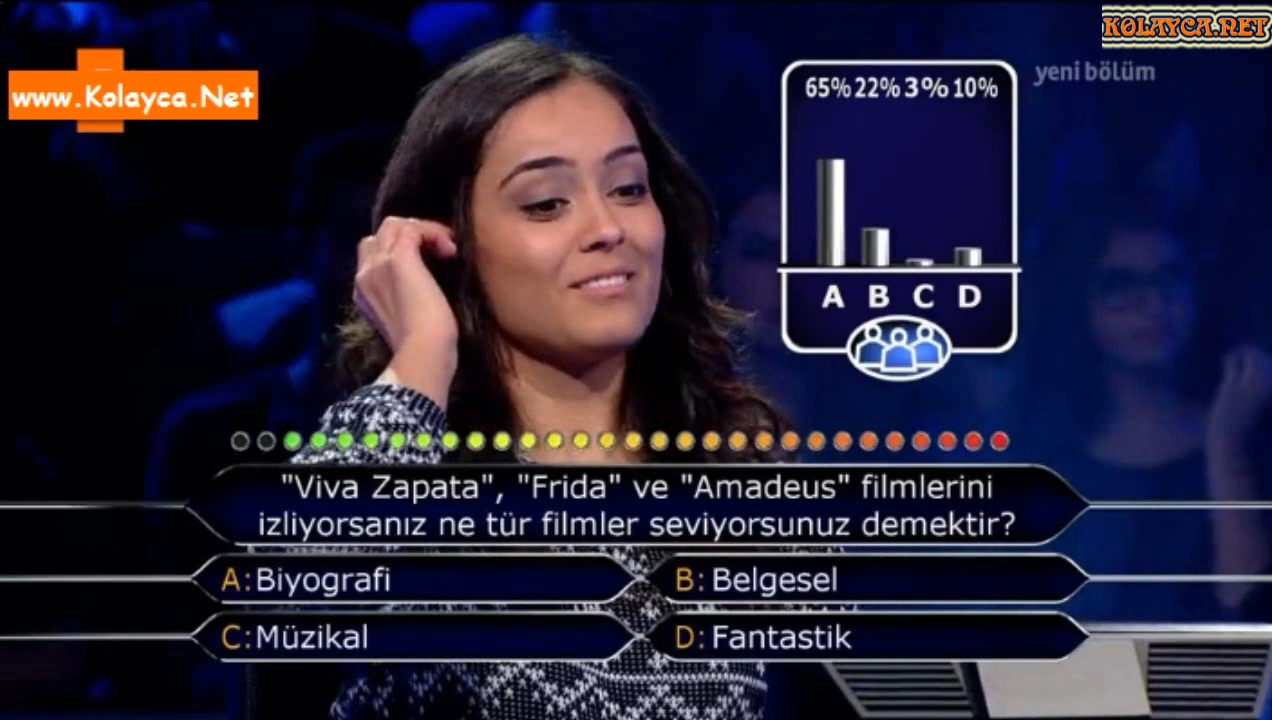 KOLAYCA.NET
www.Kolayca.Net
yeni bölüm
65% 22% 3% 10%
A B C D
"Viva Zapata", "Frida" ve "Amadeus" filmlerini
izliyorsanız ne tür filmler seviyorsunuz demektir?
A: Biyografi
B: Belgesel
C: Müzikal
D: Fantastik